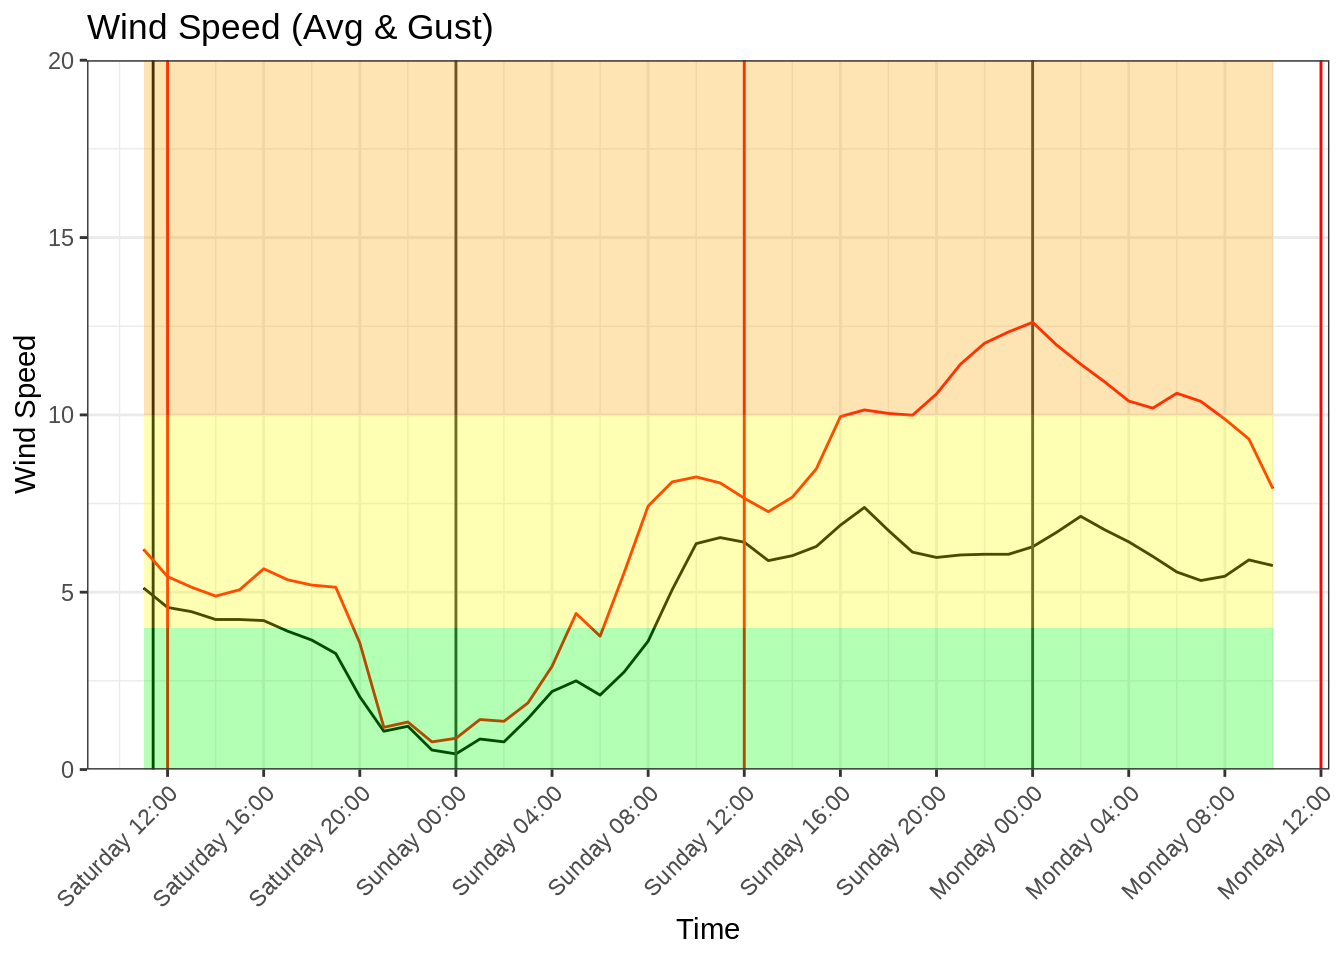 Wind Speed (Avg & Gust)
20
15
10
5
0
Wind Speed
Saturday 12:00
Saturday 16:00
Saturday 20:00
Sunday 00:00
Sunday 04:00
Sunday 08:00
Sunday 12:00
Sunday 16:00
Sunday 20:00
Monday 00:00
Monday 04:00
Monday 08:00
Monday 12:00
Time